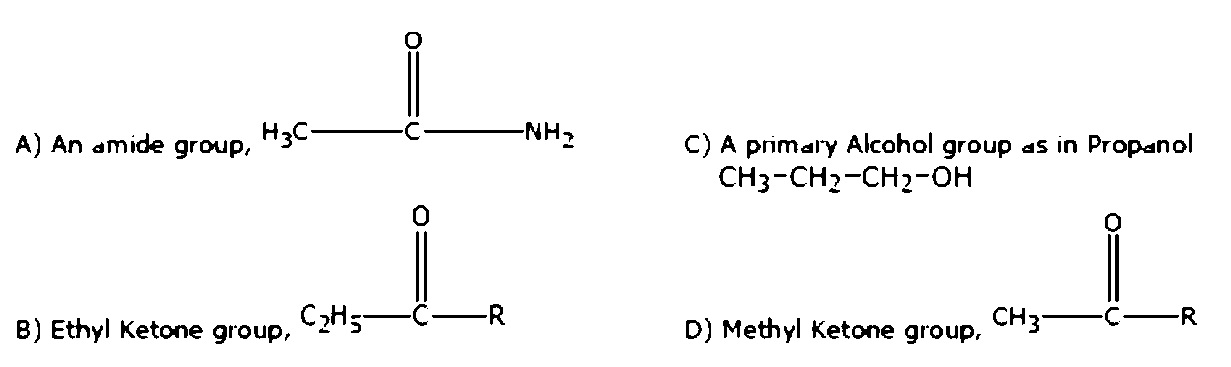 O
A) An amide group, H3C—C—NH2
C) A primary Alcohol group as in Propanol
CH3-CH2-CH2-OH
O
B) Ethyl Ketone group, C2H5—C—R
O
D) Methyl Ketone group, CH3—C—R